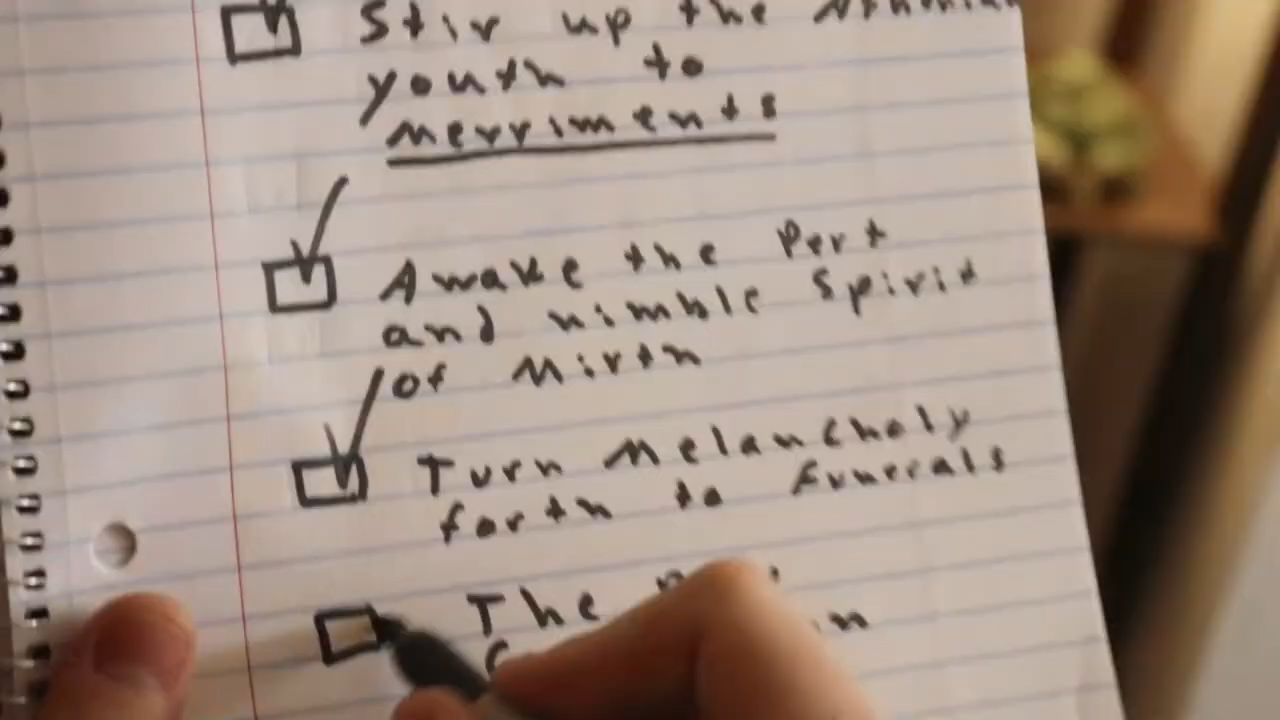 Stir up the Athenian
youth to
merriments
Awake the Pert
and nimble Spirit
of Mirth
Turn Melancholy
forth to Funerals
The